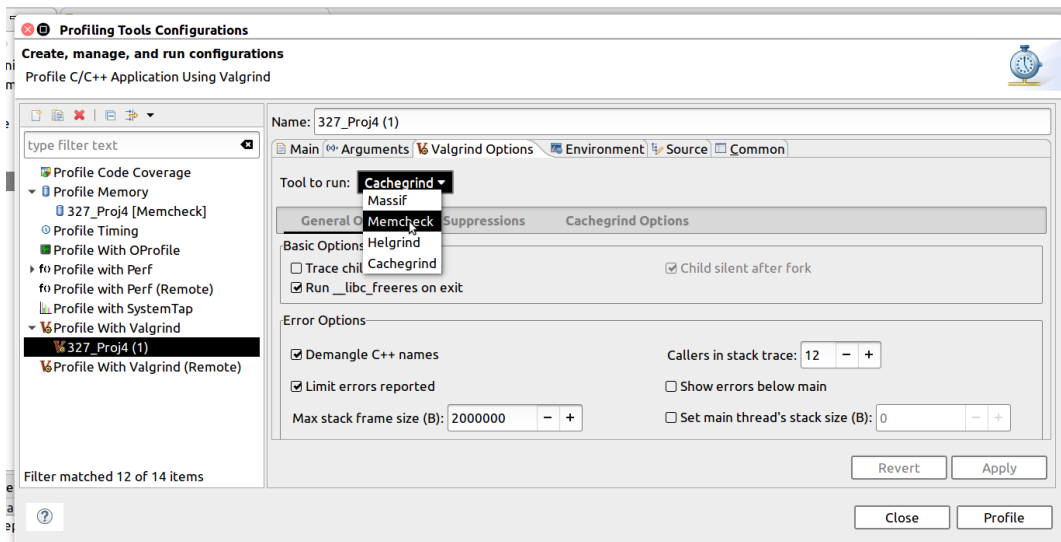 Profiling Tools Configurations
Create, manage, and run configurations
Profile C/C++ Application Using Valgrind
type filter text
Profile Code Coverage
Profile Memory
327_Proj4 [Memcheck]
Profile Timing
Profile With OProfile
Profile with Perf
Profile with Perf (Remote)
Profile with SystemTap
Profile With Valgrind
327_Proj4 (1)
Profile With Valgrind (Remote)
Filter matched 12 of 14 items
Name: 327_Proj4 (1)
Main Arguments Valgrind Options Environment Source Common
Tool to run: Cachegrind
Massif
Memcheck
Helgrind
Cachegrind
General O Suppressions Cachegrind Options
Basic Options
Trace chil Child silent after fork
Run __libc_freeres on exit
Error Options
Demangle C++ names Callers in stack trace: 12 - +
Limit errors reported Show errors below main
Max stack frame size (B): 2000000 - + Set main thread's stack size (B): 0 - +
Revert Apply
Close Profile